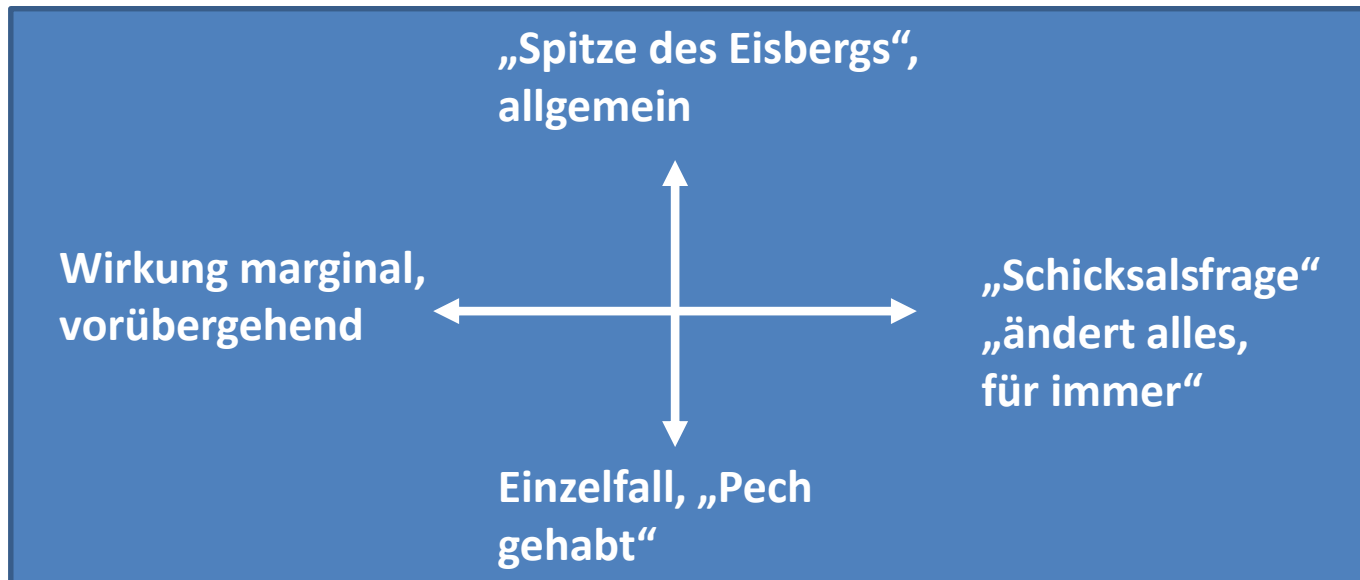 „Spitze des Eisbergs“,
allgemein
Wirkung marginal,
vorübergehend
„Schicksalsfrage“
„ändert alles,
für immer“
Einzelfall, „Pech
gehabt“